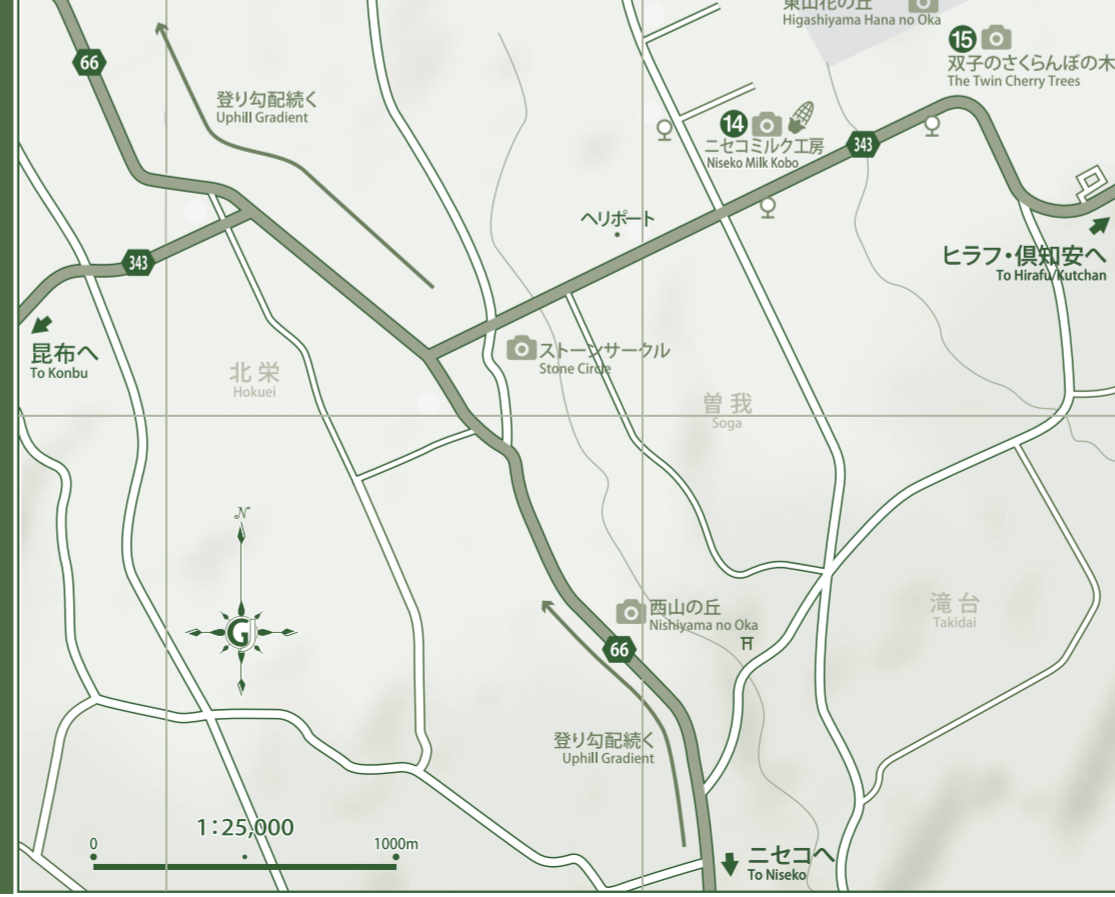 東山花の丘
Higashiyama Hana no Oka
15
双子のさくらんぼの木
The Twin Cherry Trees
66
登り勾配続く
Uphill Gradient
14
ニセコミルク工房
Niseko Milk Kobo
343
ヘリポート
ヒラフ・倶知安へ
To Hirafu/Kutchan
343
昆布へ
To Konbu
北栄
Hokuei
ストーンサークル
Stone Circle
曽我
Soga
N
G
西山の丘
Nishiyama no Oka
66
滝台
Takidai
登り勾配続く
Uphill Gradient
1:25,000
0
1000m
ニセコへ
To Niseko